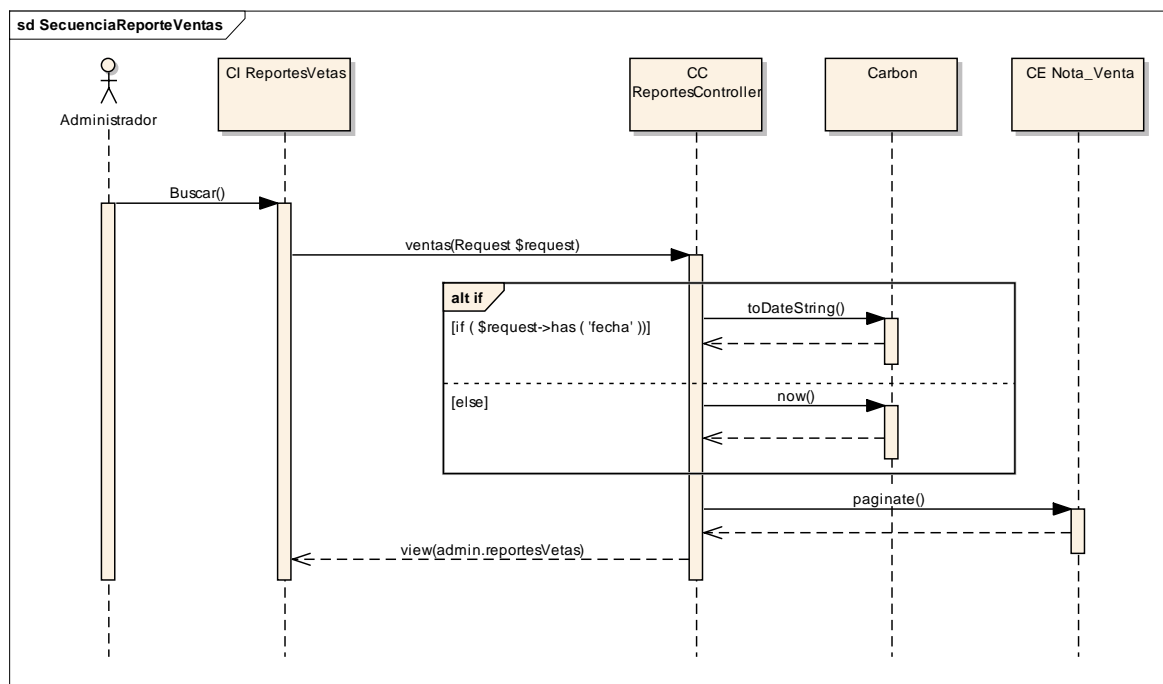 sd SecuenciaReporteVentas
Administrador
CI ReportesVetas
CC
ReportesController
Carbon
CE Nota_Venta
Buscar()
ventas(Request $request)
alt if
[if ( $request->has ( 'fecha' ))]
toDateString()
[else]
now()
paginate()
view(admin.reportesVetas)